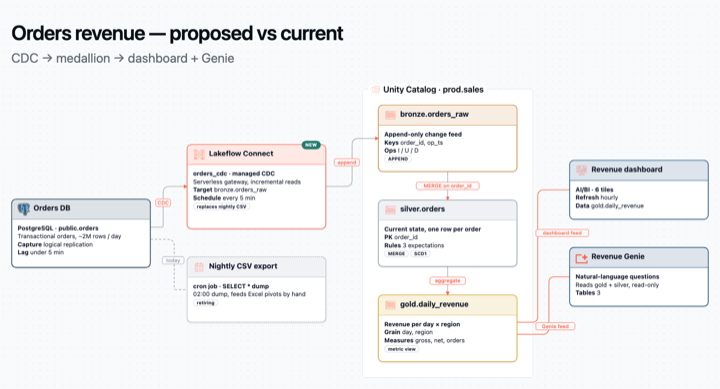 Orders revenue — proposed vs current
CDC → medallion → dashboard + Genie
Orders DB
PostgreSQL · public.orders
Transactional orders, ~2M rows / day
Capture logical replication
Lag under 5 min
CDC
today
NEW
Lakeflow Connect
orders_cdc · managed CDC
Serverless gateway, incremental reads
Target bronze.orders_raw
Schedule every 5 min
replaces nightly CSV
Nightly CSV export
cron job · SELECT * dump
02:00 dump, feeds Excel pivots by hand
retiring
append
Unity Catalog · prod.sales
bronze.orders_raw
Append-only change feed
Keys order_id, op_ts
Ops I / U / D
APPEND
MERGE on order_id
silver.orders
Current state, one row per order
PK order_id
Rules 3 expectations
MERGE SCD1
aggregate
gold.daily_revenue
Revenue per day × region
Grain day, region
Measures gross, net, orders
metric view
dashboard feed
Genie feed
Revenue dashboard
AI/BI · 6 tiles
Refresh hourly
Data gold.daily_revenue
Revenue Genie
Natural-language questions
Reads gold + silver, read-only
Tables 3